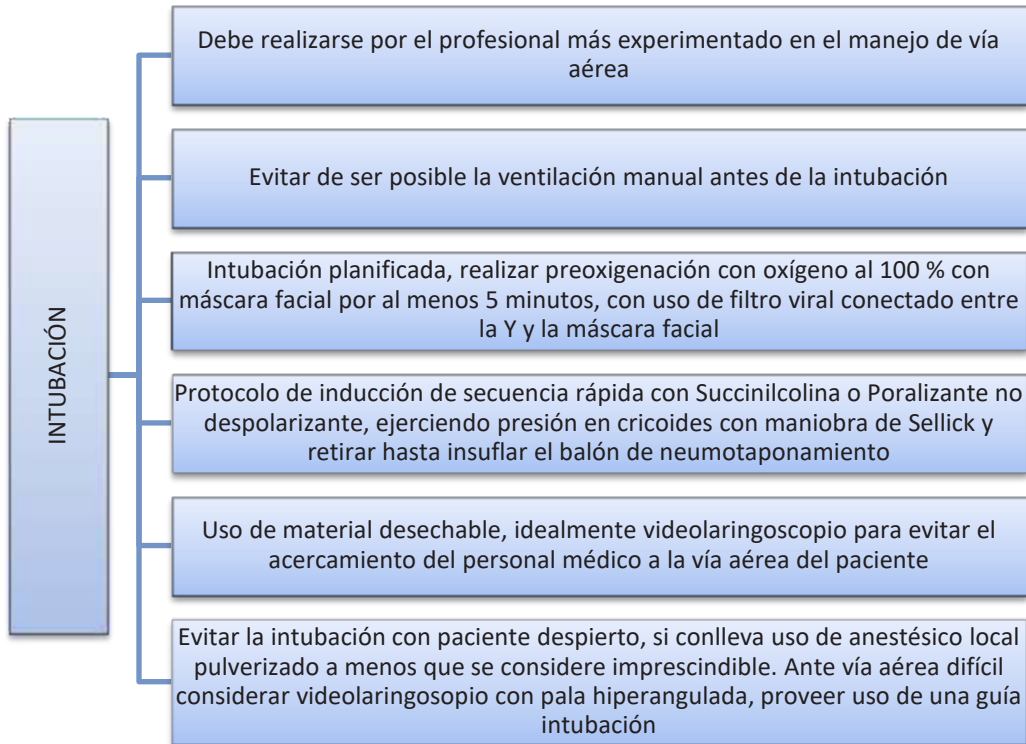 INTUBACIÓN
Debe realizarse por el profesional más experimentado en el manejo de vía
aérea
Evitar de ser posible la ventilación manual antes de la intubación
Intubación planificada, realizar preoxigenación con oxígeno al 100 % con
máscara facial por al menos 5 minutos, con uso de filtro viral conectado entre
la Y y la máscara facial
Protocolo de inducción de secuencia rápida con Succinilcolina o Poralizante no
despolarizante, ejerciendo presión en cricoides con maniobra de Sellick y
retirar hasta insuflar el balón de neumotaponamiento
Uso de material desechable, idealmente videolaringoscopio para evitar el
acercamiento del personal médico a la vía aérea del paciente
Evitar la intubación con paciente despierto, si conlleva uso de anestésico local
pulverizado a menos que se considere imprescindible. Ante vía aérea difícil
considerar videolaringosopio con pala hiperangulada, proveer uso de una guía
intubación